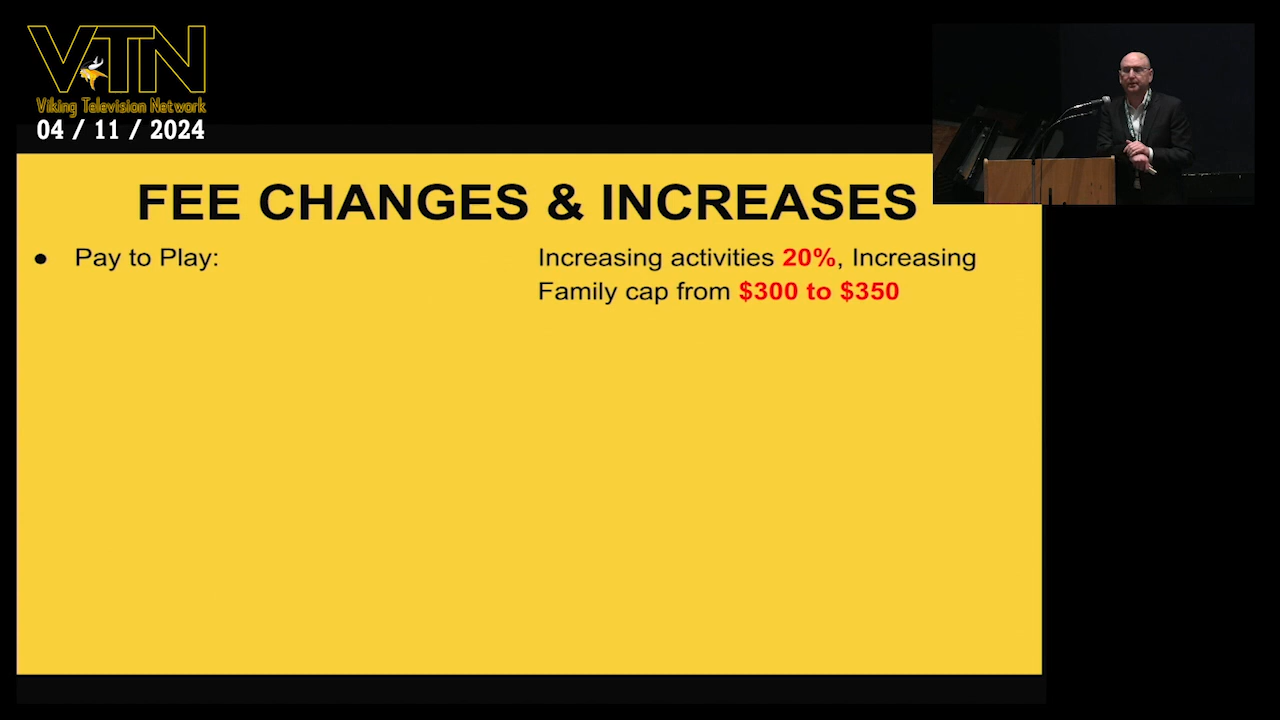 VTN
Viking Television Network
04 / 11 / 2024
FEE CHANGES & INCREASES
● Pay to Play:
Increasing activities 20%, Increasing
Family cap from $300 to $350